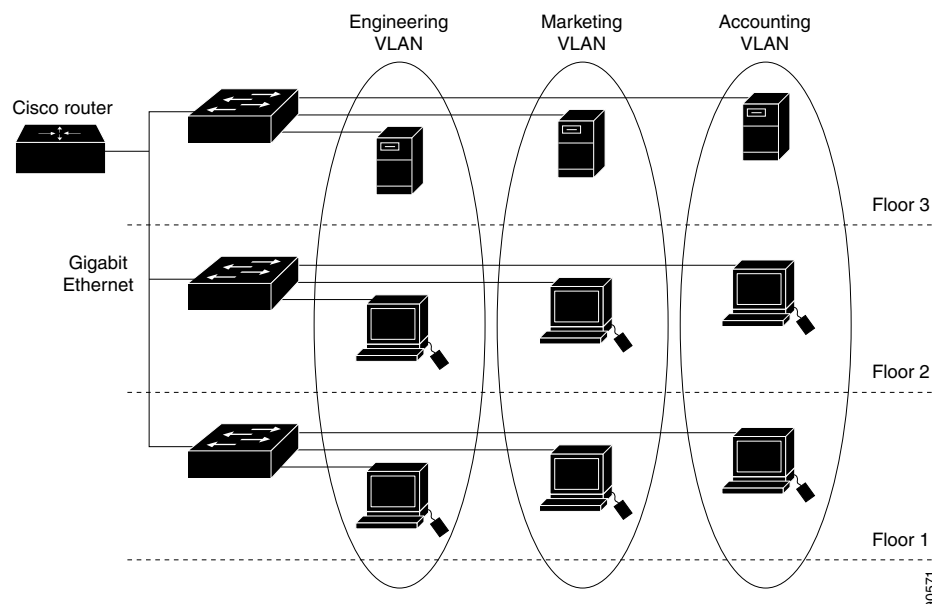 Engineering
VLAN
Marketing
VLAN
Accounting
VLAN
Cisco router
Floor 3
Gigabit
Ethernet
Floor 2
Floor 1